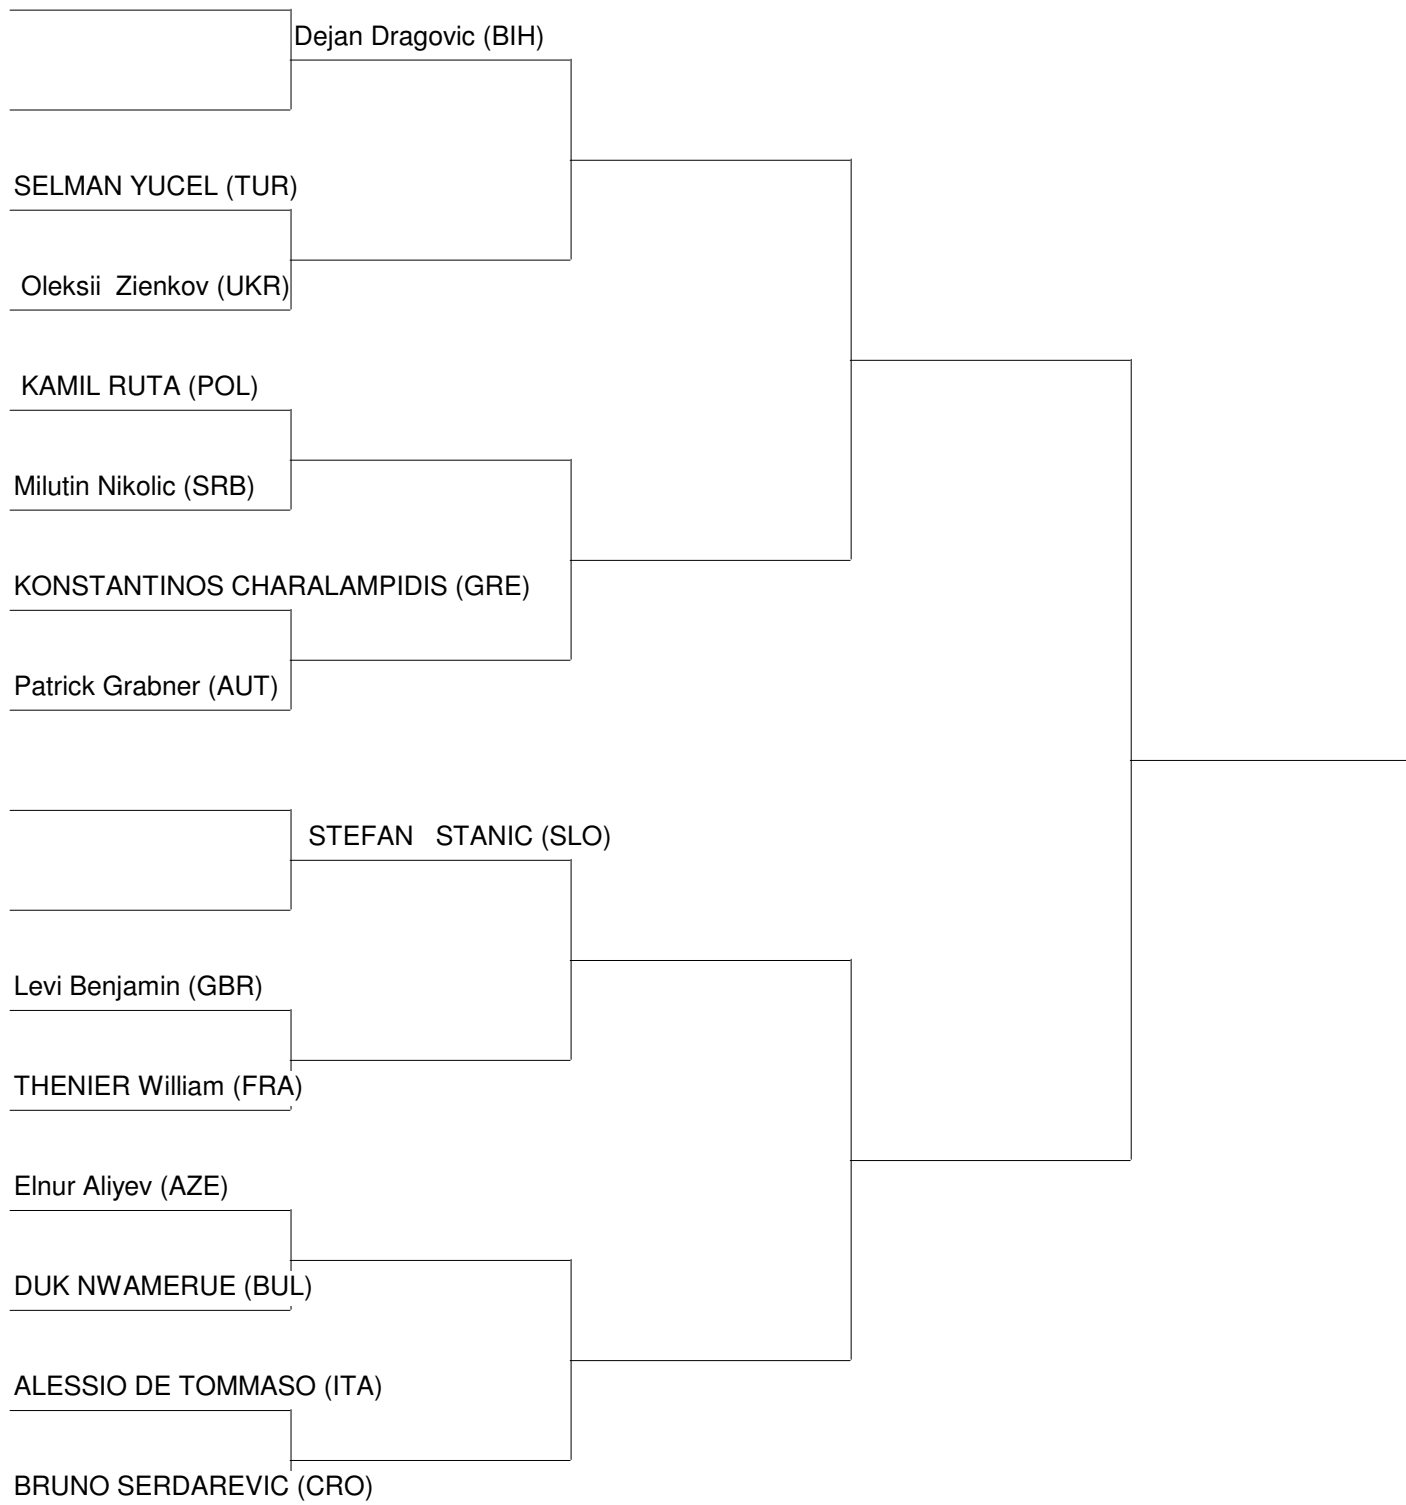 Dejan Dragovic (BIH)
SELMAN YUCEL (TUR)
Oleksii  Zienkov (UKR)
KAMIL RUTA (POL)
Milutin Nikolic (SRB)
KONSTANTINOS CHARALAMPIDIS (GRE)
Patrick Grabner (AUT)
STEFAN   STANIC (SLO)
Levi Benjamin (GBR)
THENIER William (FRA)
Elnur Aliyev (AZE)
DUK NWAMERUE (BUL)
ALESSIO DE TOMMASO (ITA)
BRUNO SERDAREVIC (CRO)